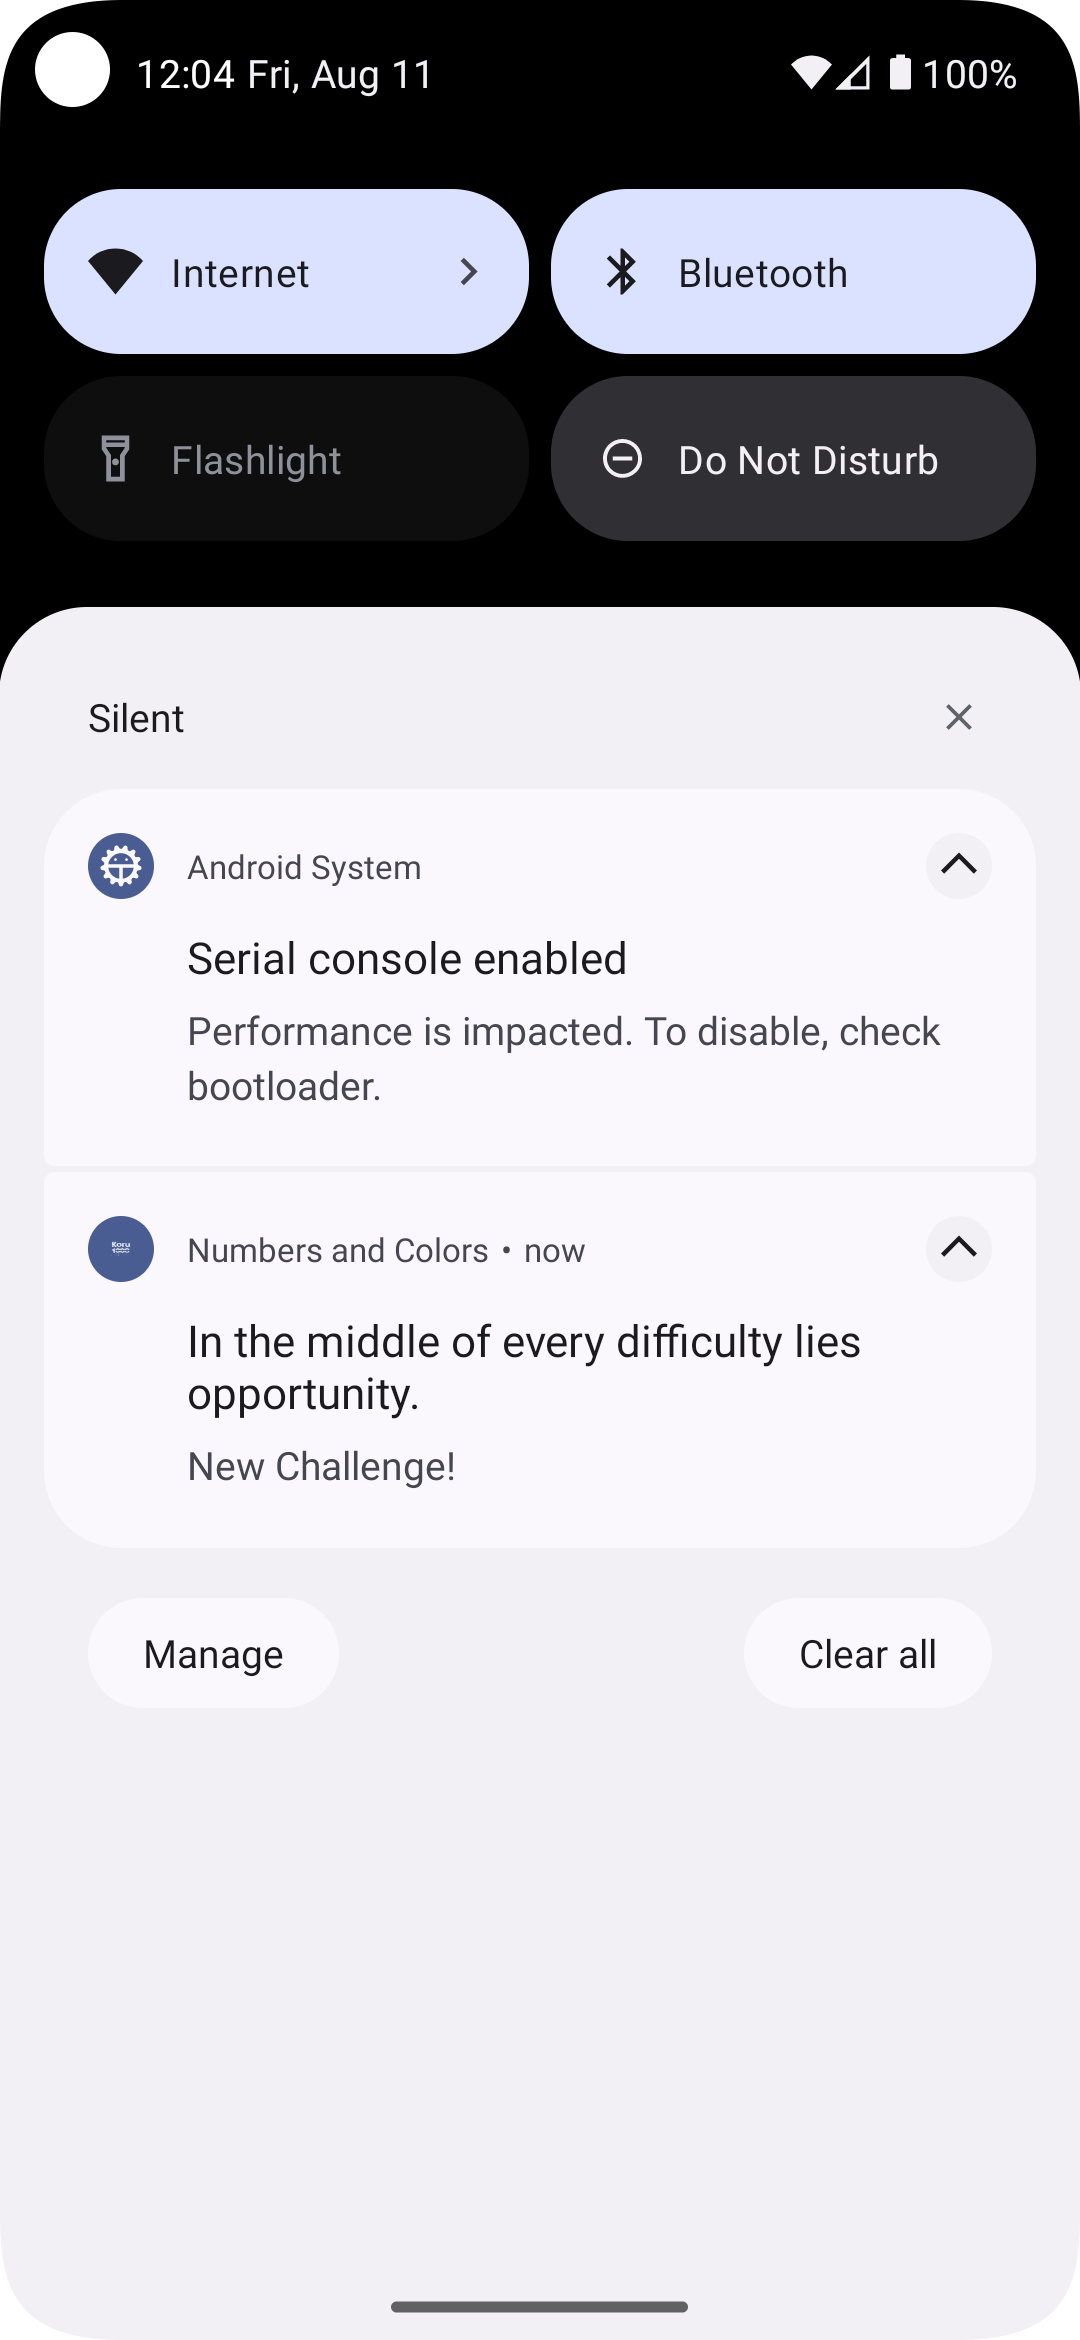 12:04 Fri, Aug 11
100%
Internet
Bluetooth
Flashlight
Do Not Disturb
Silent
Android System
Serial console enabled
Performance is impacted. To disable, check
bootloader.
Koru
1000
Numbers and Colors • now
In the middle of every difficulty lies
opportunity.
New Challenge!
Manage
Clear all